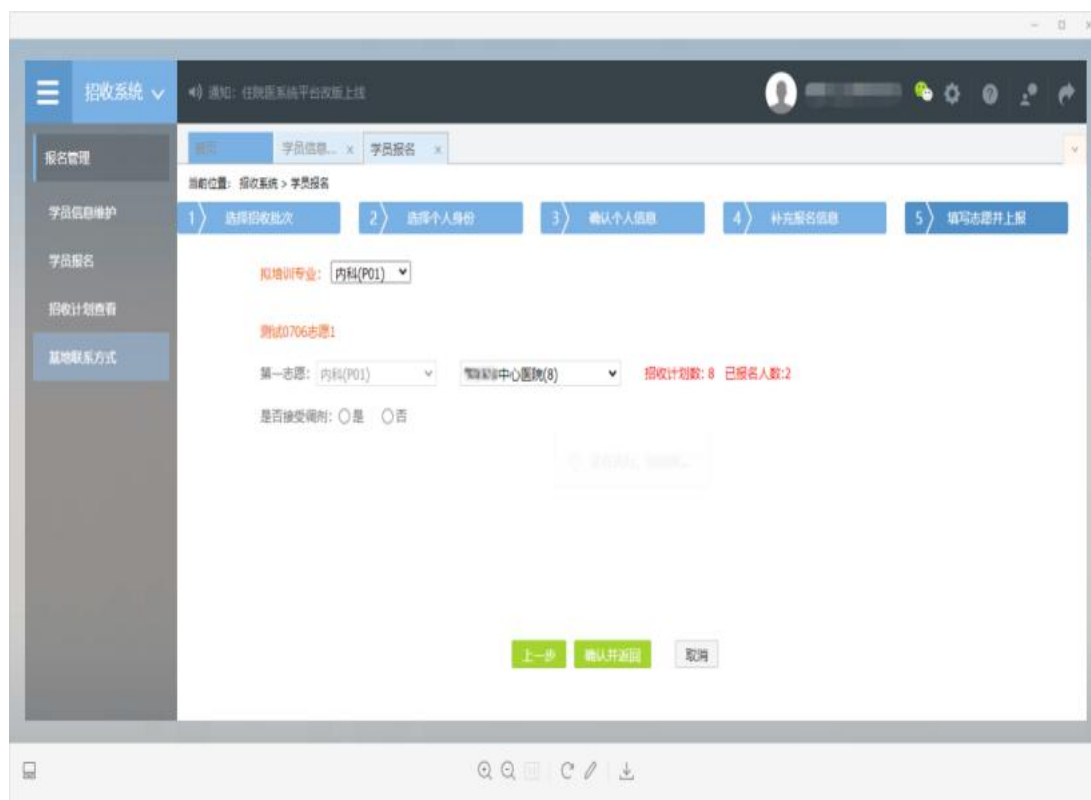 招收系统
通知：住院医系统平台改版上线
报名管理
学员信息维护
学员报名
招收计划查看
基地联系方式
首页 学员信息... x 学员报名 x
当前位置： 招收系统 > 学员报名
1 选择招收批次 2 选择个人身份 3 确认个人信息 4 补充报名信息 5 填写志愿并上报
拟培训专业： 内科(P01)
测试0706志愿1
第一志愿： 内科(P01) 中心医院(8) 招收计划数: 8 已报名人数:2
是否接受调剂： 是 否
上一步 确认并返回 取消